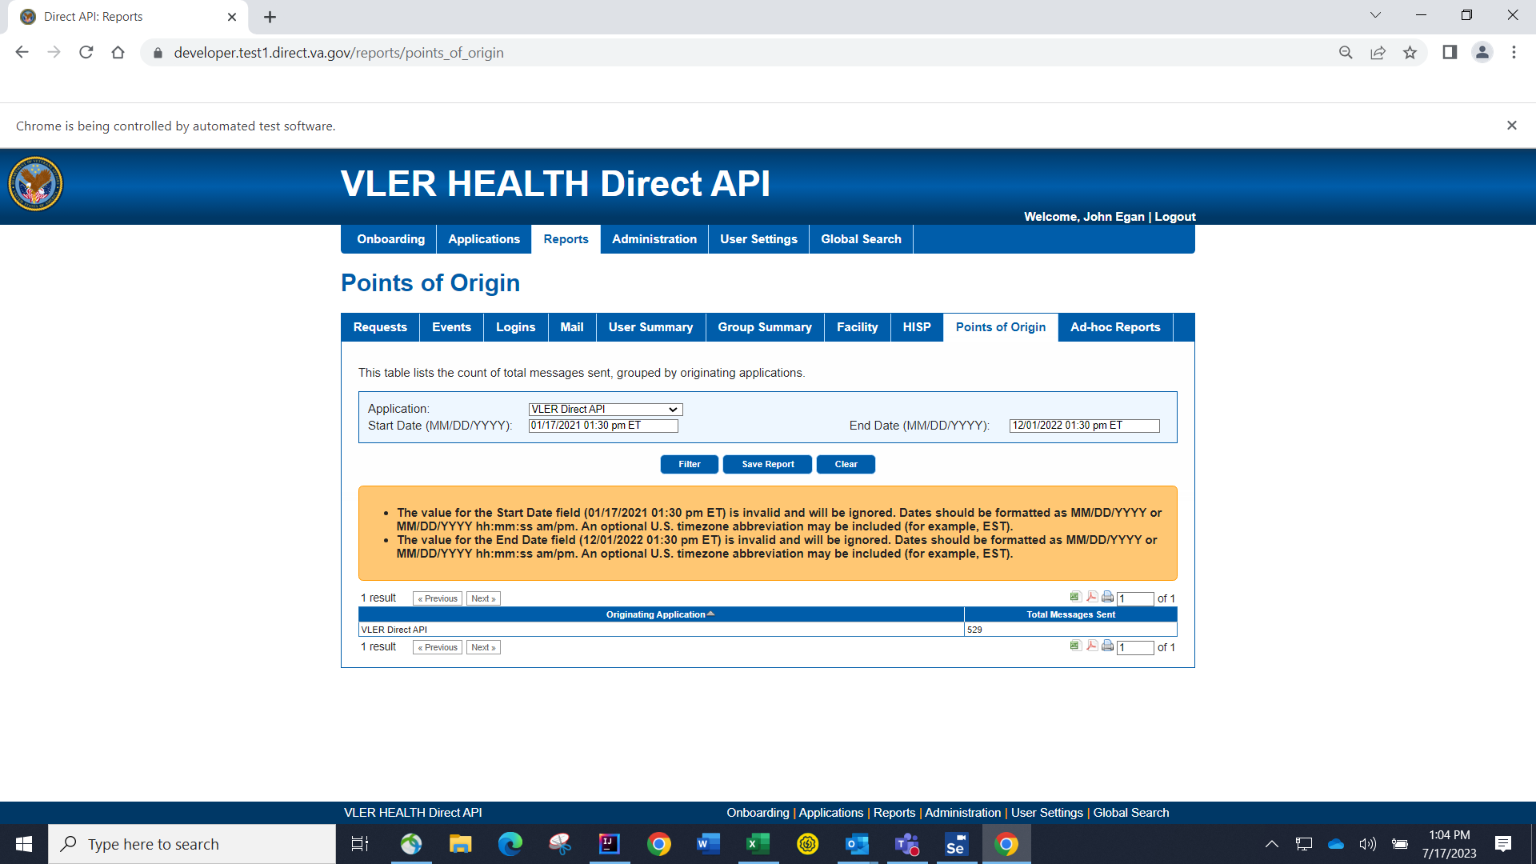 Direct API: Reports
developer.test1.direct.va.gov/reports/points_of_origin
Chrome is being controlled by automated test software.
VLER HEALTH Direct API
Welcome, John Egan | Logout
Onboarding Applications Reports Administration User Settings Global Search
Points of Origin
Requests Events Logins Mail User Summary Group Summary Facility HISP Points of Origin Ad-hoc Reports
This table lists the count of total messages sent, grouped by originating applications.
Application: VLER Direct API
Start Date (MM/DD/YYYY): 01/17/2021 01:30 pm ET End Date (MM/DD/YYYY): 12/01/2022 01:30 pm ET
Filter Save Report Clear
• The value for the Start Date field (01/17/2021 01:30 pm ET) is invalid and will be ignored. Dates should be formatted as MM/DD/YYYY or
MM/DD/YYYY hh:mm:ss am/pm. An optional U.S. timezone abbreviation may be included (for example, EST).
• The value for the End Date field (12/01/2022 01:30 pm ET) is invalid and will be ignored. Dates should be formatted as MM/DD/YYYY or
MM/DD/YYYY hh:mm:ss am/pm. An optional U.S. timezone abbreviation may be included (for example, EST).
1 result « Previous Next » 1 of 1
Originating Application Total Messages Sent
VLER Direct API 529
1 result « Previous Next » 1 of 1
VLER HEALTH Direct API Onboarding | Applications | Reports | Administration | User Settings | Global Search
Type here to search
1:04 PM
7/17/2023